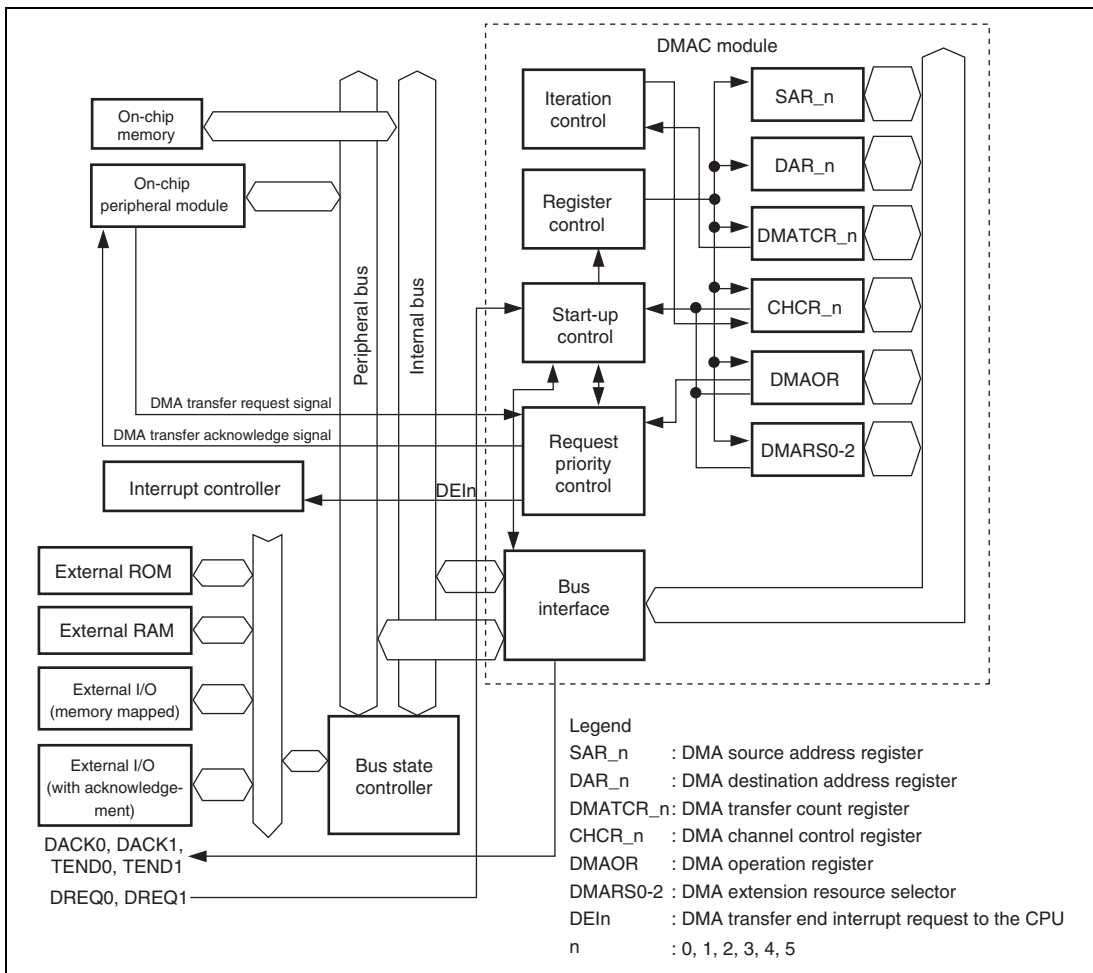 DMAC module
On-chip
memory
On-chip
peripheral module
Peripheral bus
Internal bus
Iteration
control
Register
control
Start-up
control
Request
priority
control
Bus
interface
SAR_n
DAR_n
DMATCR_n
CHCR_n
DMAOR
DMARS0-2
DMA transfer request signal
DMA transfer acknowledge signal
Interrupt controller
DEIn
External ROM
External RAM
External I/O
(memory mapped)
External I/O
(with acknowledge-
ment)
Bus state
controller
DACK0, DACK1,
TEND0, TEND1
DREQ0, DREQ1
Legend
SAR_n : DMA source address register
DAR_n : DMA destination address register
DMATCR_n: DMA transfer count register
CHCR_n : DMA channel control register
DMAOR : DMA operation register
DMARS0-2 : DMA extension resource selector
DEIn : DMA transfer end interrupt request to the CPU
n : 0, 1, 2, 3, 4, 5